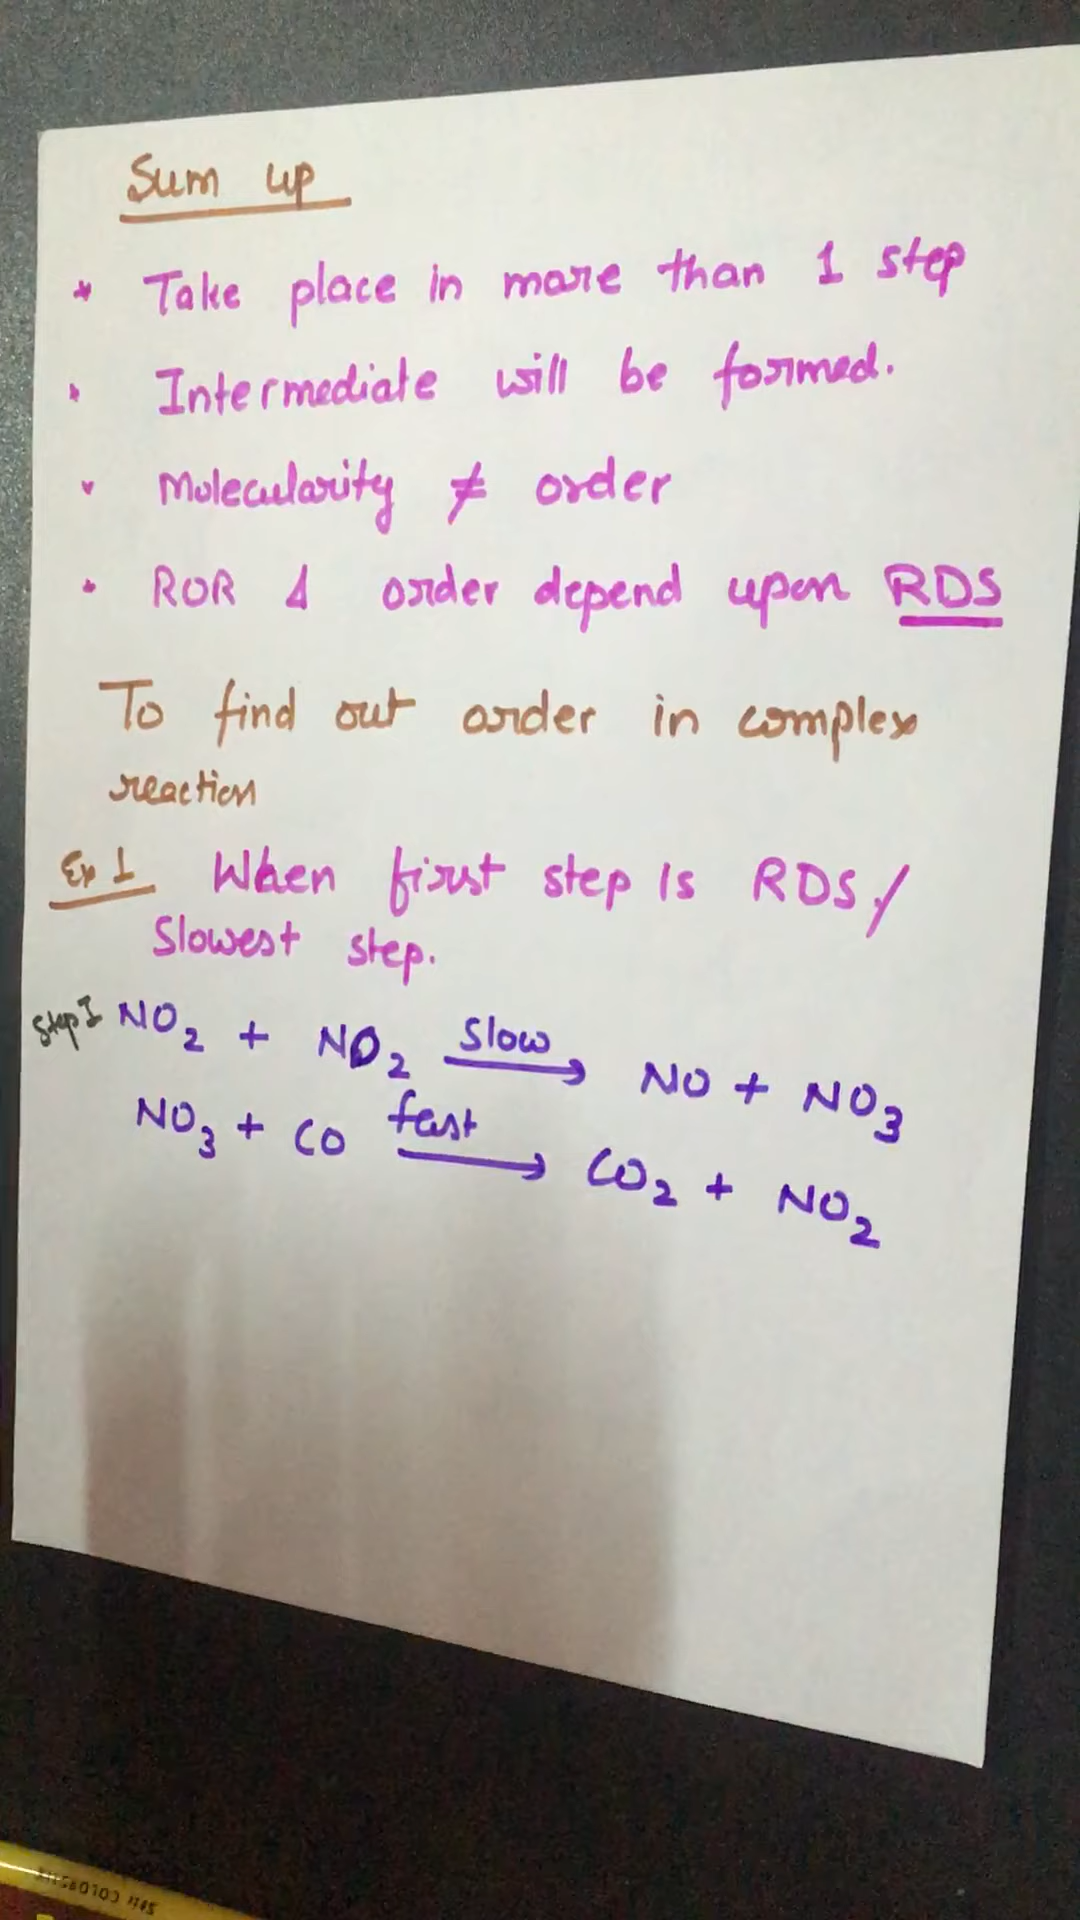 Sum up
* Take place in more than 1 step
* Intermediate will be formed.
* Molecularity ≠ order
* ROR & order depend upon RDS
To find out order in complex
reaction
Ex 1 When first step is RDS/
Slowest step.
Step I NO₂ + NO₂ slow → NO + NO₃
NO₃ + CO fast → CO₂ + NO₂